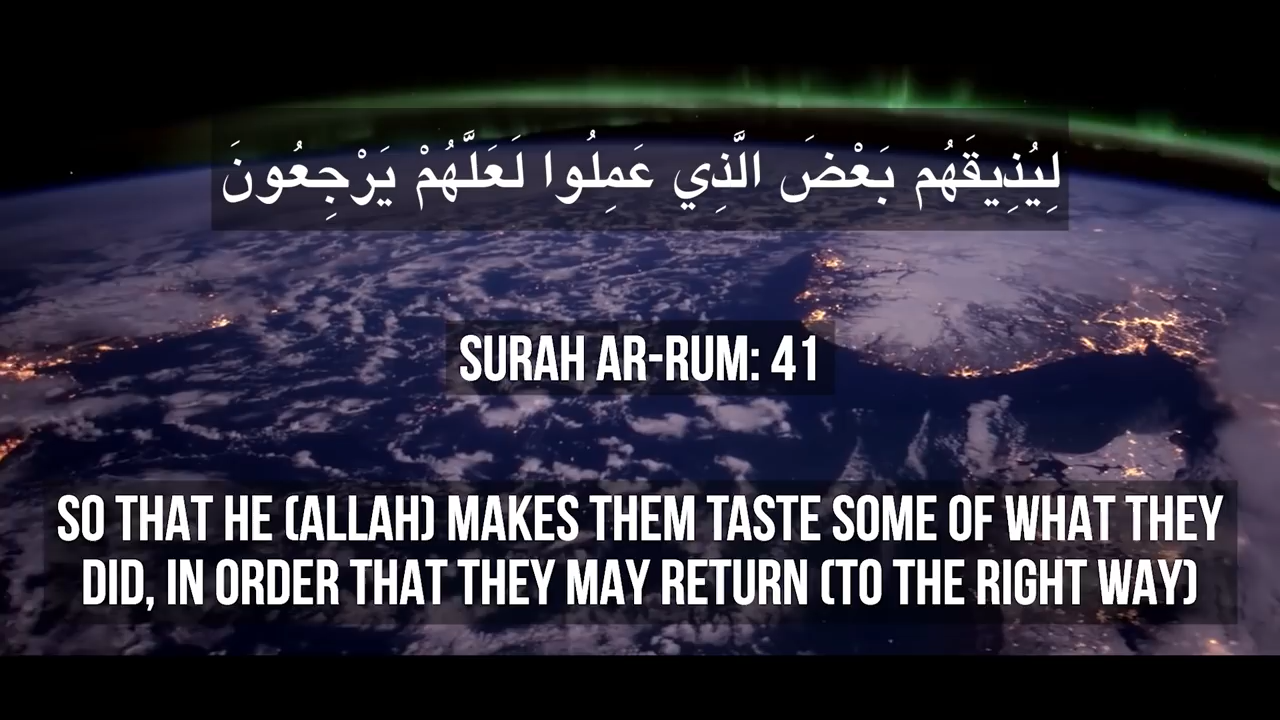 لِيُذِيقَهُم بَعْضَ الَّذِي عَمِلُوا لَعَلَّهُمْ يَرْجِعُونَ
SURAH AR-RUM: 41
SO THAT HE (ALLAH) MAKES THEM TASTE SOME OF WHAT THEY
DID, IN ORDER THAT THEY MAY RETURN (TO THE RIGHT WAY)